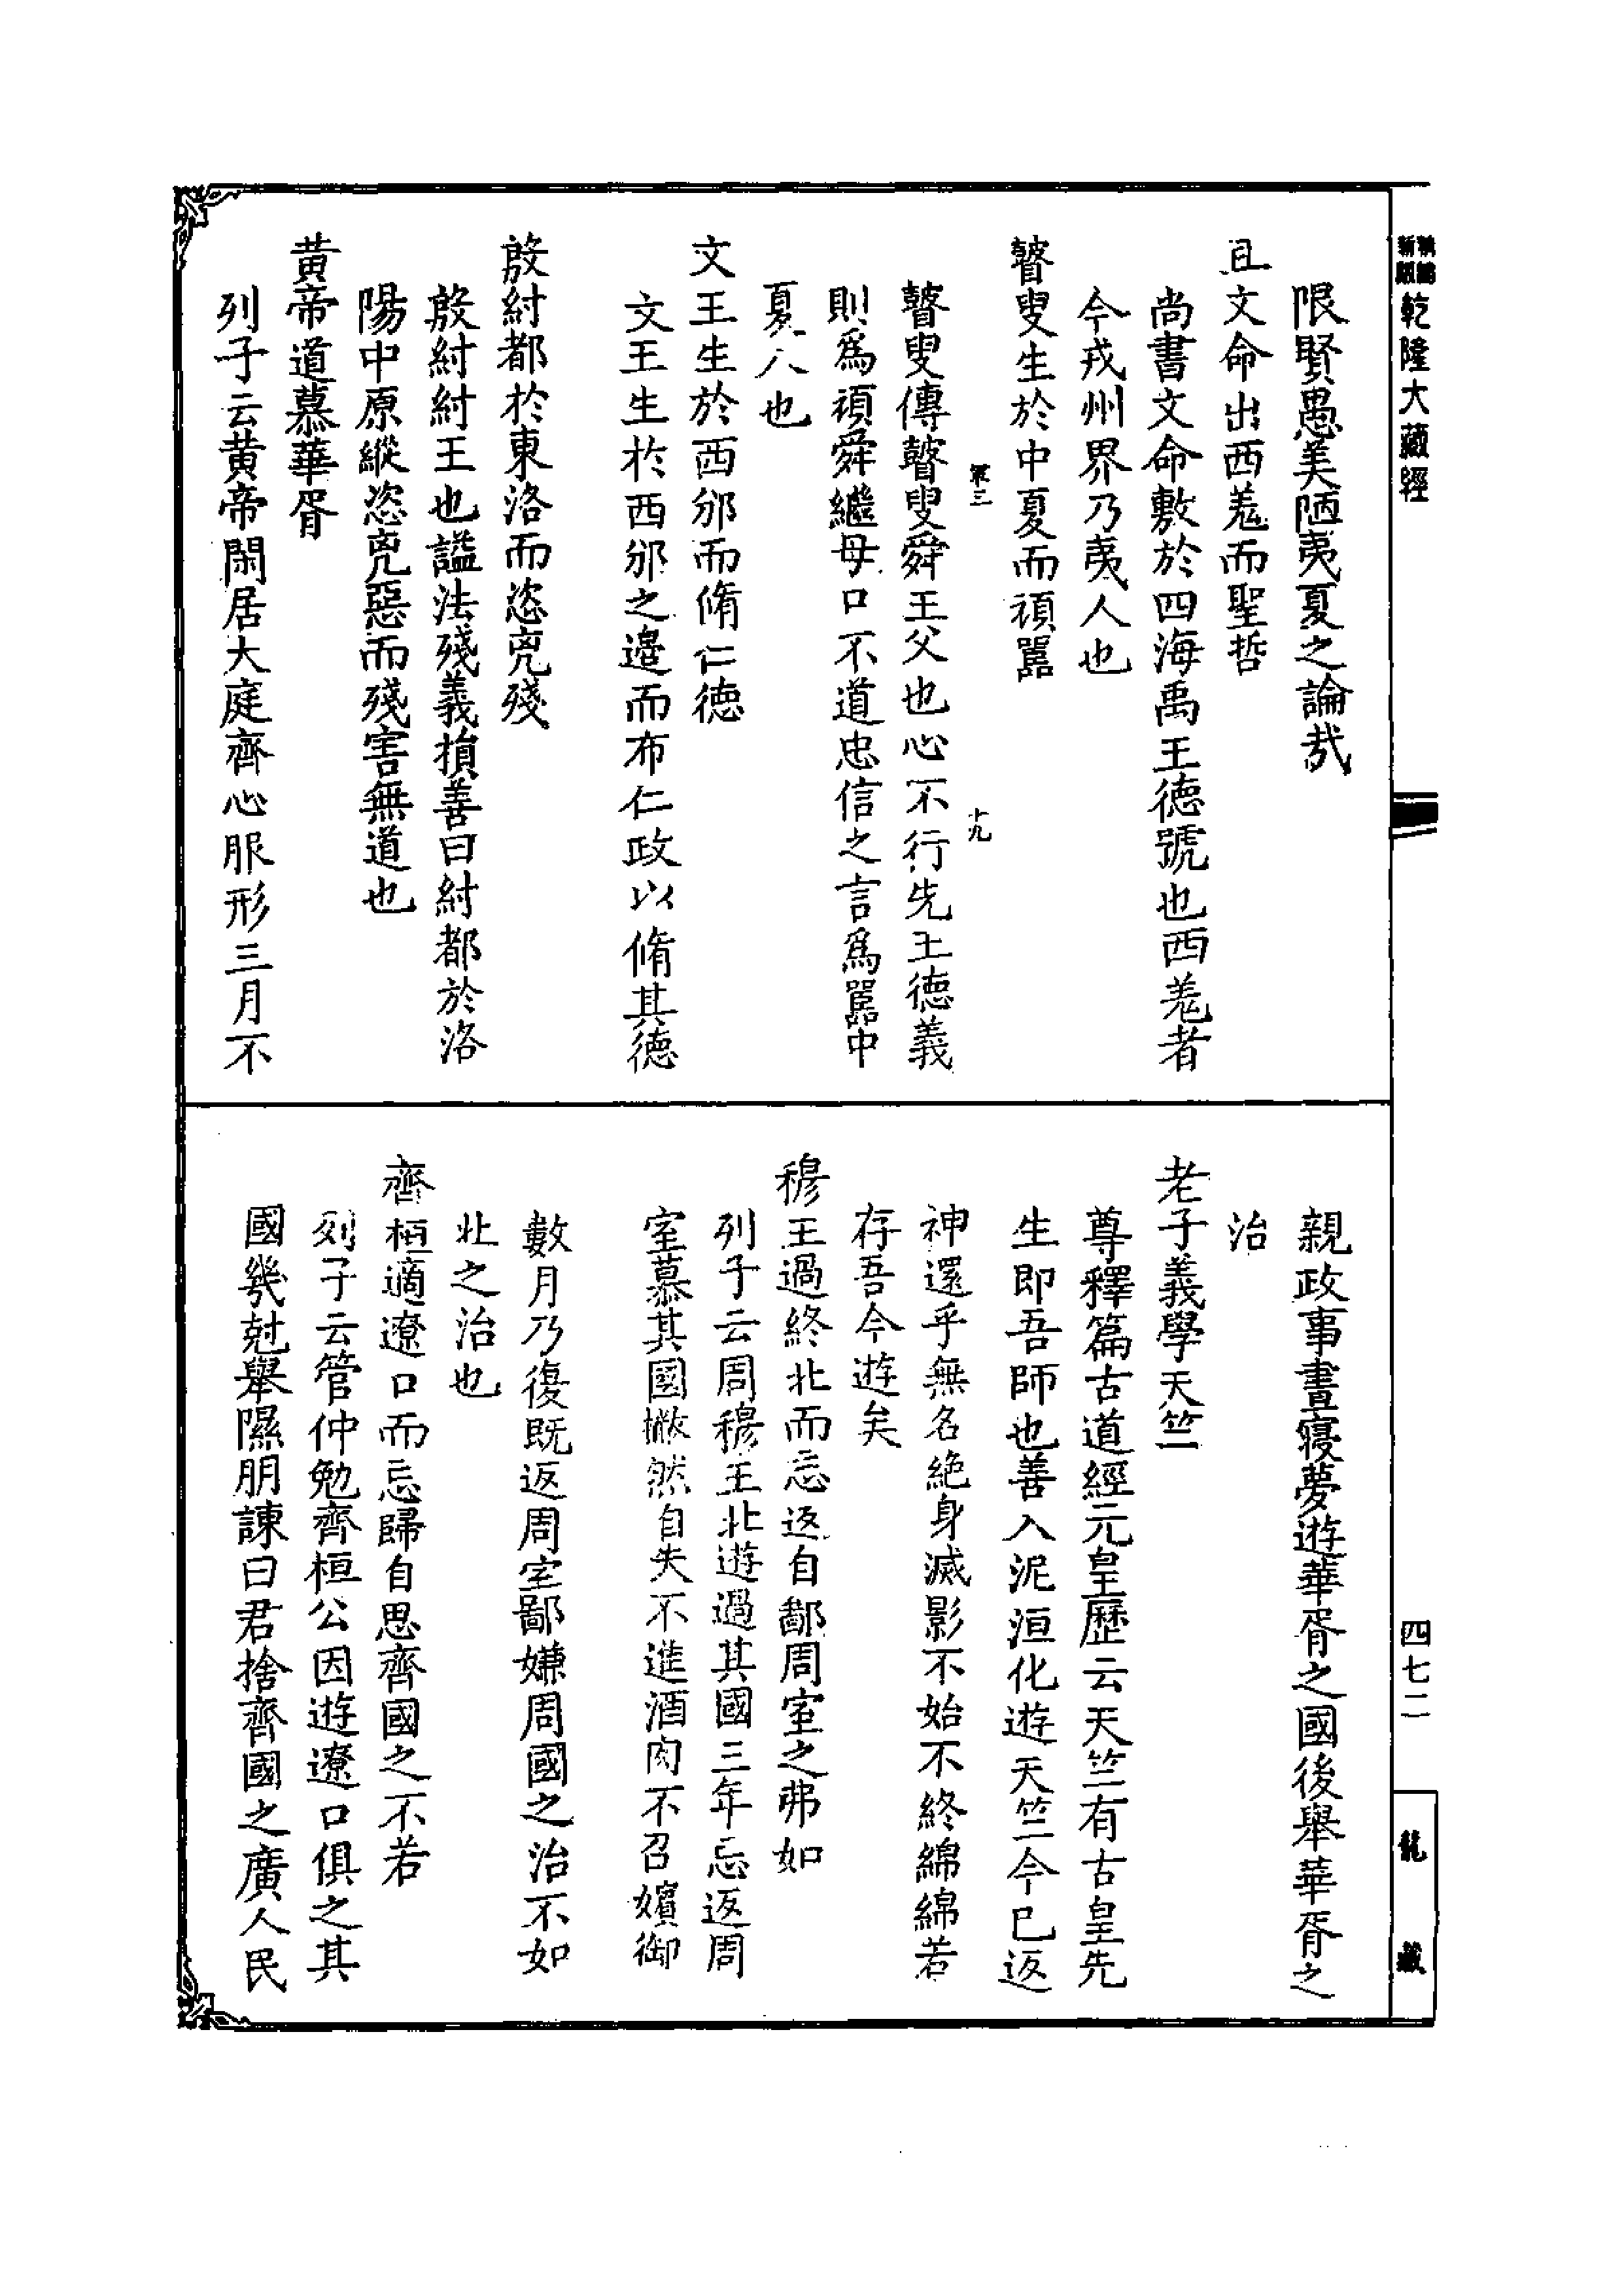 新編
縮版
乾隆大藏經
四七二
龍藏
限賢愚美陋夷夏之論哉
且文命出西羌而聖哲
尚書文命敷於四海禹王德號也西羌者
今戎州界乃夷人也
瞽叟生於中夏而頑嚚
十九
瞽叟傳瞽叟舜王父也心不行先王德義
則爲頑舜繼母口不道忠信之言爲嚚中
夏人也
文王生於西邠而脩仁德
文王生於西邠之邉而布仁政以脩其德
殷紂都於東洛而恣兇殘
殷紂紂王也謚法殘義損善曰紂都於洛
陽中原縱恣兇惡而殘害無道也
黄帝道慕華胥
列子云黄帝閑居大庭齊心服形三月不
親政事晝寢夢遊華胥之國後舉華胥之
治
老子義學天竺
尊釋篇古道經元皇歷云天竺有古皇先
生即吾師也善入泥洹化遊天竺今已返
神還乎無名絶身滅影不始不終綿綿若
存吾今遊矣
穆王過終北而忘返自鄙周室之弗如
列子云周穆王北遊過其國三年忘返周
室慕其國憮然自失不進酒肉不召嬪御
數月乃復既返周室鄙嫌周國之治不如
北之治也
齊桓適遼口而忘歸自思齊國之不若
列子云管仲勉齊桓公因遊遼口俱之其
國幾尅舉隰朋諫曰君捨齊國之廣人民